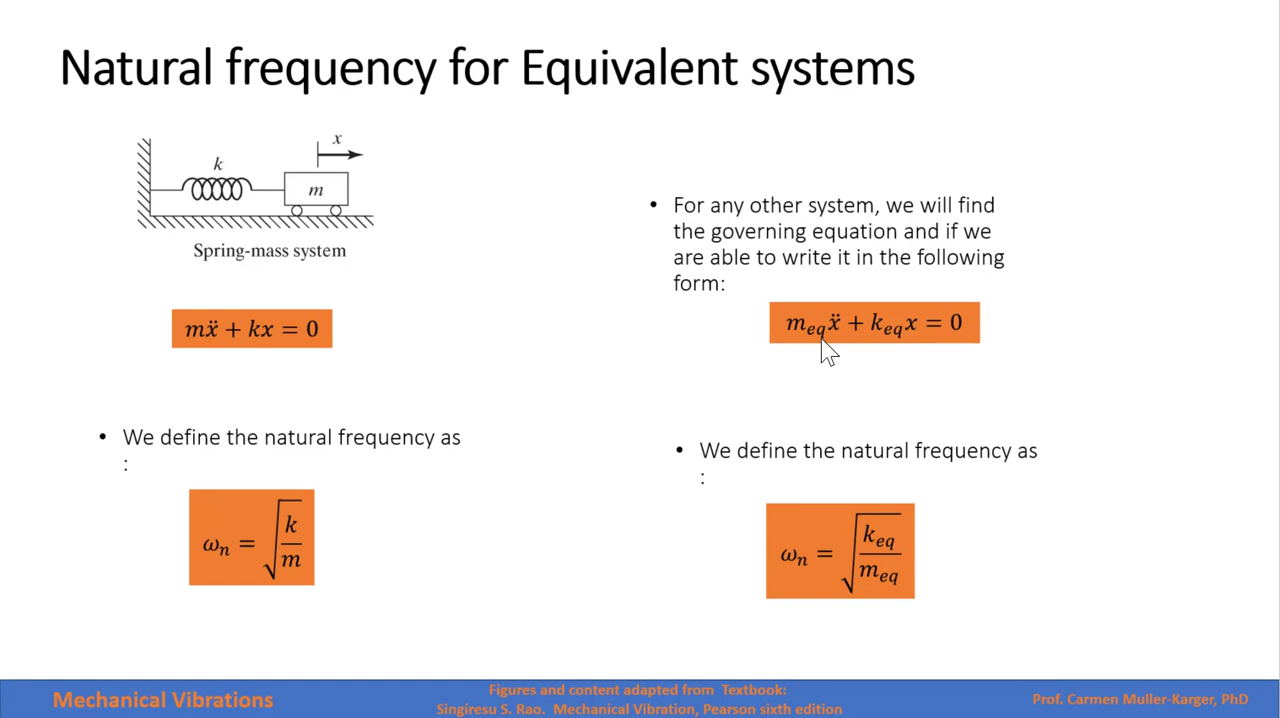 Natural frequency for Equivalent systems
x
k
m
Spring-mass system
mẍ + kx = 0
• We define the natural frequency as
:
ωₙ = √(k/m)
• For any other system, we will find
the governing equation and if we
are able to write it in the following
form:
m_eq ẍ + k_eq x = 0
• We define the natural frequency as
:
ωₙ = √(k_eq/m_eq)
Mechanical Vibrations
Figures and content adapted from Textbook:
Singiresu S. Rao. Mechanical Vibration, Pearson sixth edition
Prof. Carmen Muller-Karger, PhD